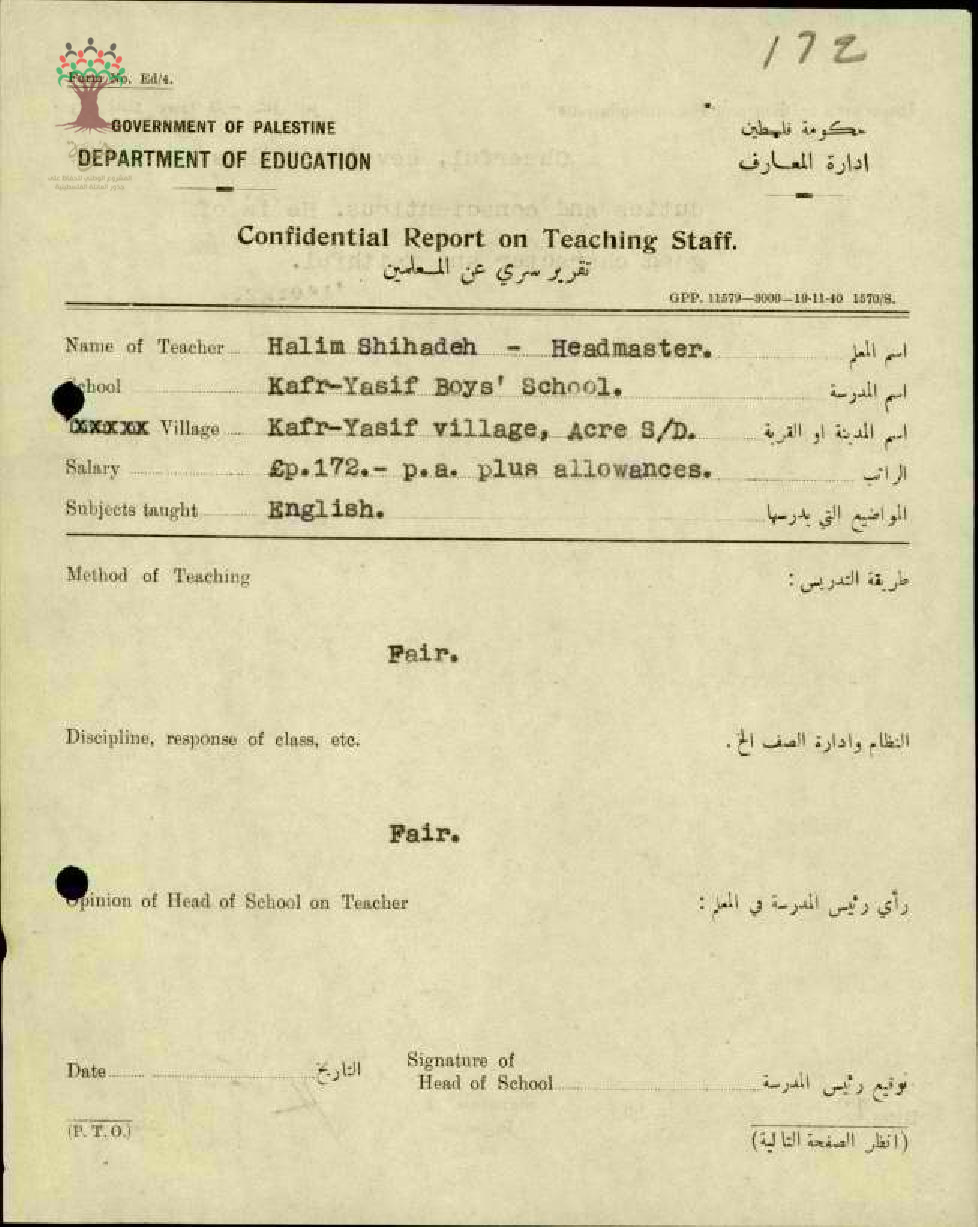 172
Form No. Ed/4.
GOVERNMENT OF PALESTINE
حكومة فلسطين
DEPARTMENT OF EDUCATION
ادارة المعارف
Confidential Report on Teaching Staff.
تقرير سري عن المعلمين
GPP. 11579—3000—19-11-40 1570/S.
Name of Teacher Halim Shihadeh - Headmaster. اسم المعلم
School Kafr-Yasif Boys' School. اسم المدرسة
Village Kafr-Yasif village, Acre S/D. اسم المدينة او القرية
Salary £p.172.- p.a. plus allowances. الراتب
Subjects taught English. المواضيع التي يدرسها
Method of Teaching طريقة التدريس :
Fair.
Discipline, response of class, etc. النظام وادارة الصف الخ .
Fair.
Opinion of Head of School on Teacher رأي رئيس المدرسة في المعلم :
Date التاريخ Signature of
Head of School توقيع رئيس المدرسة
(P. T. O.) (انظر الصفحة التالية)